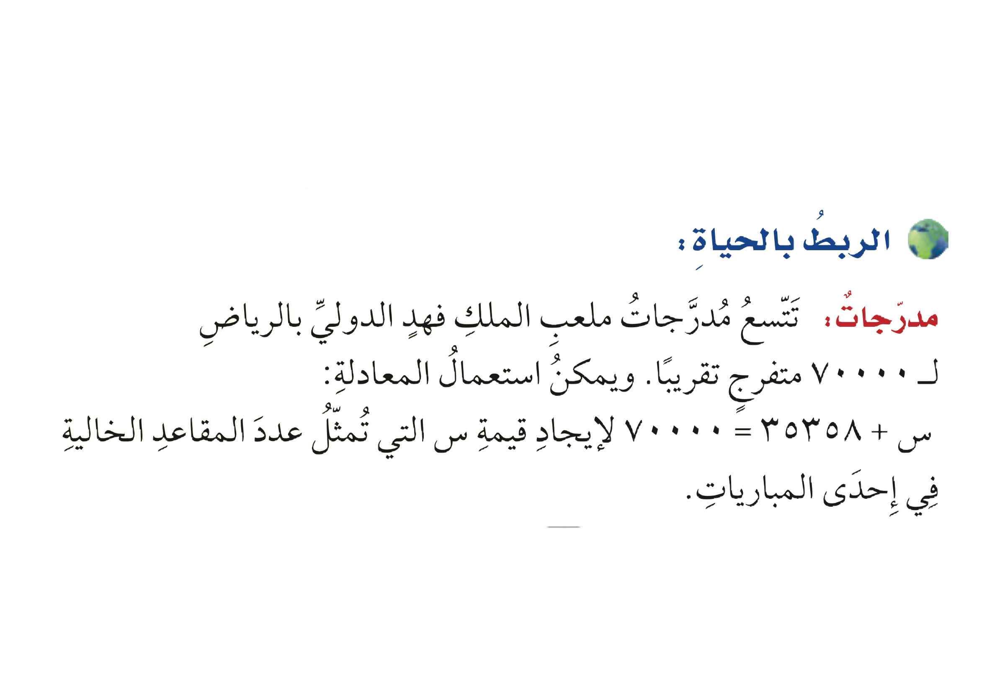 الربطُ بالحياةِ:
مدرّجاتٌ: تَتَّسعُ مُدرَّجاتُ ملعبِ الملكِ فهدٍ الدوليِّ بالرياضِ
لـ ٧٠٠٠٠ متفرجٍ تقريبًا. ويمكنُ استعمالُ المعادلةِ:
س + ٣٥٣٥٨ = ٧٠٠٠٠ لإيجادِ قيمةِ س التي تُمثّلُ عددَ المقاعدِ الخاليةِ
فِي إِحدَى المبارياتِ.